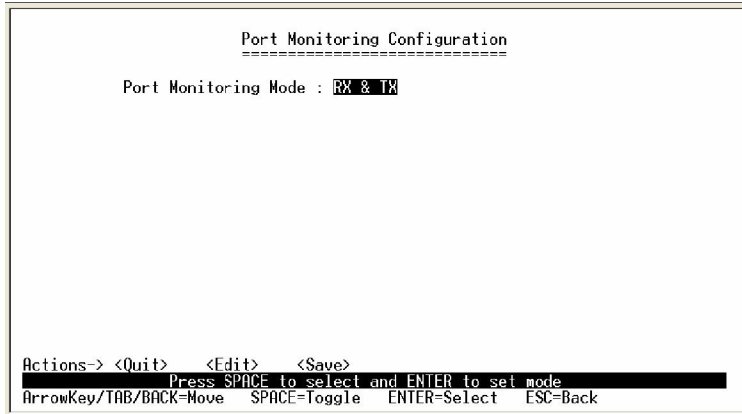 Port Monitoring Configuration
=============================
Port Monitoring Mode : RX & TX
Actions-> <Quit> <Edit> <Save>
Press SPACE to select and ENTER to set mode
ArrowKey/TAB/BACK=Move SPACE=Toggle ENTER=Select ESC=Back